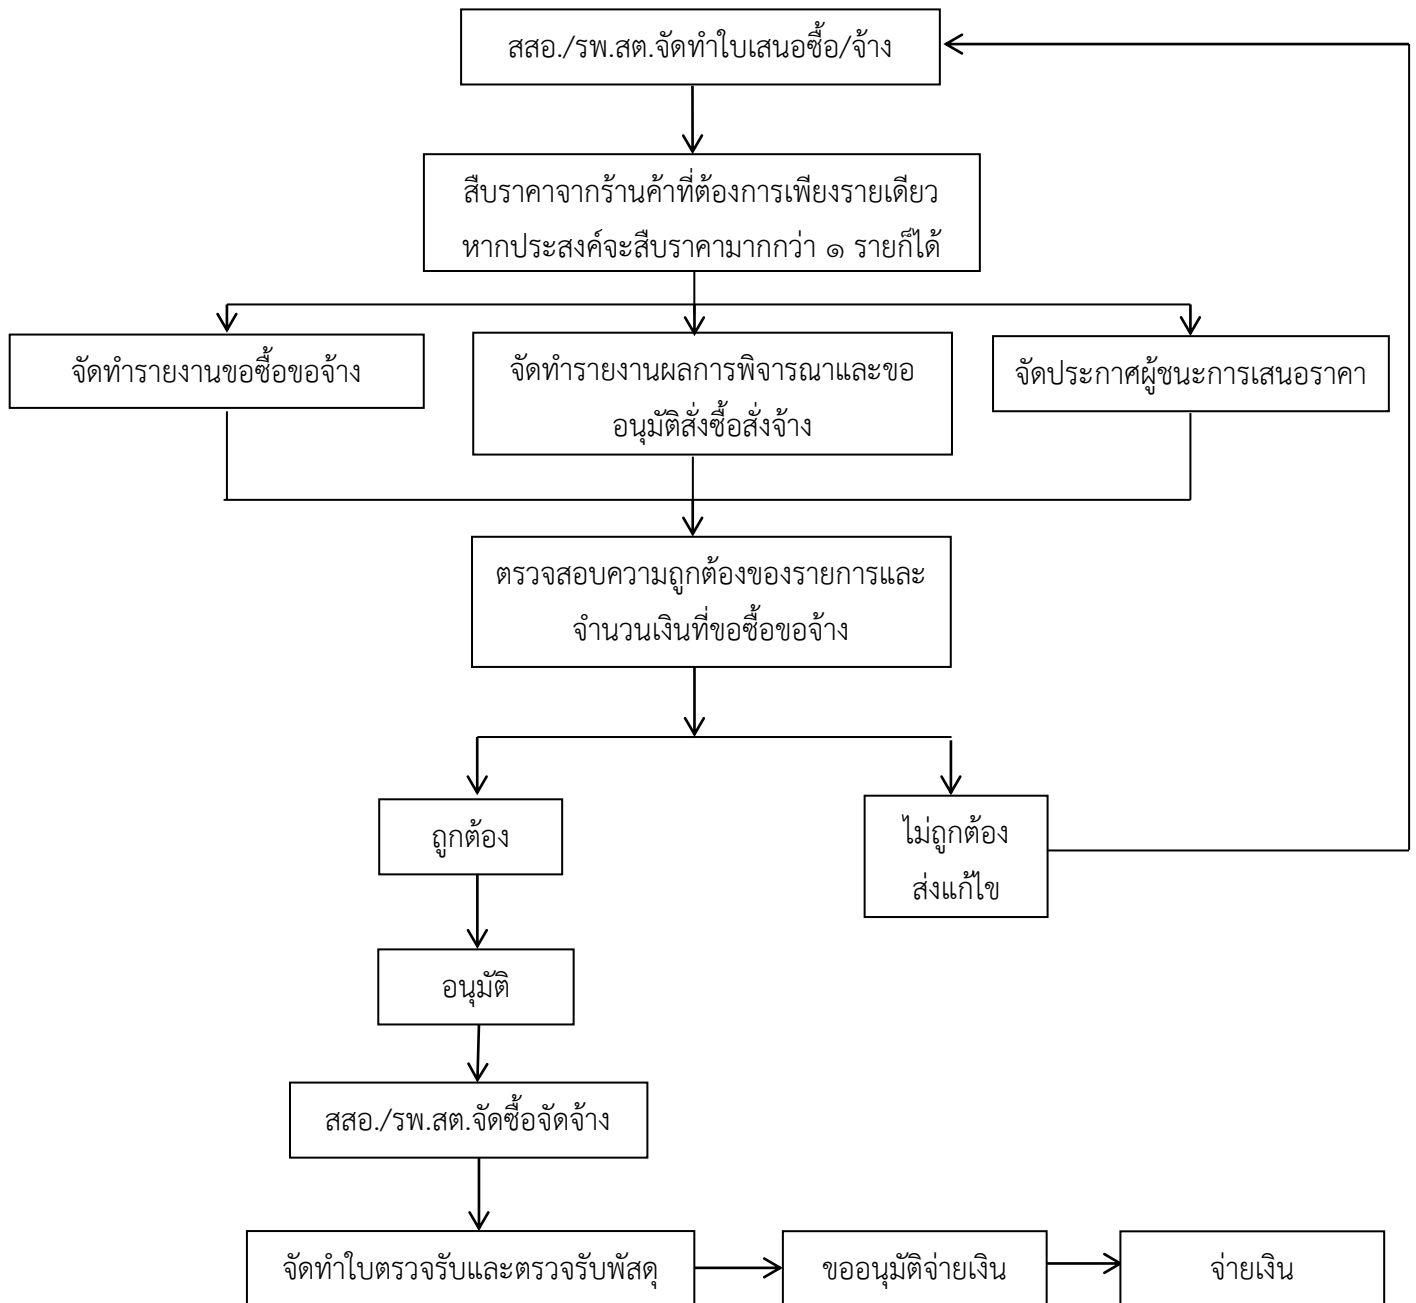 สสอ./รพ.สต.จัดทำใบเสนอซื้อ/จ้าง
สืบราคาจากร้านค้าที่ต้องการเพียงรายเดียว
หากประสงค์จะสืบราคามากกว่า ๑ รายก็ได้
จัดทำรายงานขอซื้อขอจ้าง
จัดทำรายงานผลการพิจารณาและขอ
อนุมัติสั่งซื้อสั่งจ้าง
จัดประกาศผู้ชนะการเสนอราคา
ตรวจสอบความถูกต้องของรายการและ
จำนวนเงินที่ขอซื้อขอจ้าง
ถูกต้อง
ไม่ถูกต้อง
ส่งแก้ไข
อนุมัติ
สสอ./รพ.สต.จัดซื้อจัดจ้าง
จัดทำใบตรวจรับและตรวจรับพัสดุ
ขออนุมัติจ่ายเงิน
จ่ายเงิน